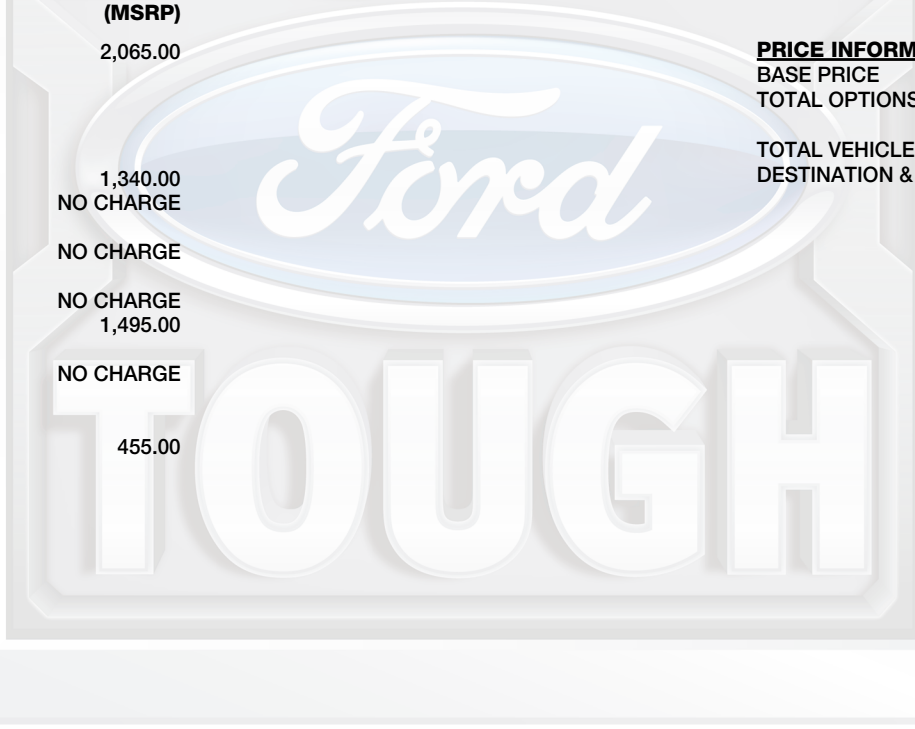 (MSRP)
2,065.00
1,340.00
NO CHARGE
NO CHARGE
NO CHARGE
1,495.00
NO CHARGE
455.00
PRICE INFORM
BASE PRICE
TOTAL OPTIONS
TOTAL VEHICLE
DESTINATION &
Ford
TOUGH